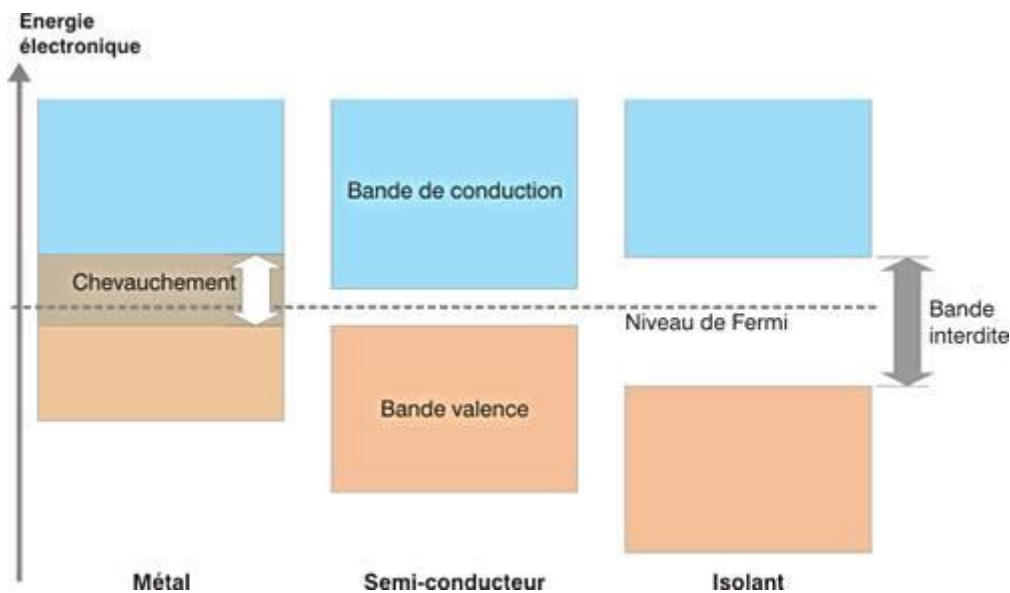 Energie
électronique
Bande de conduction
Chevauchement
Niveau de Fermi
Bande
interdite
Bande valence
Métal
Semi-conducteur
Isolant